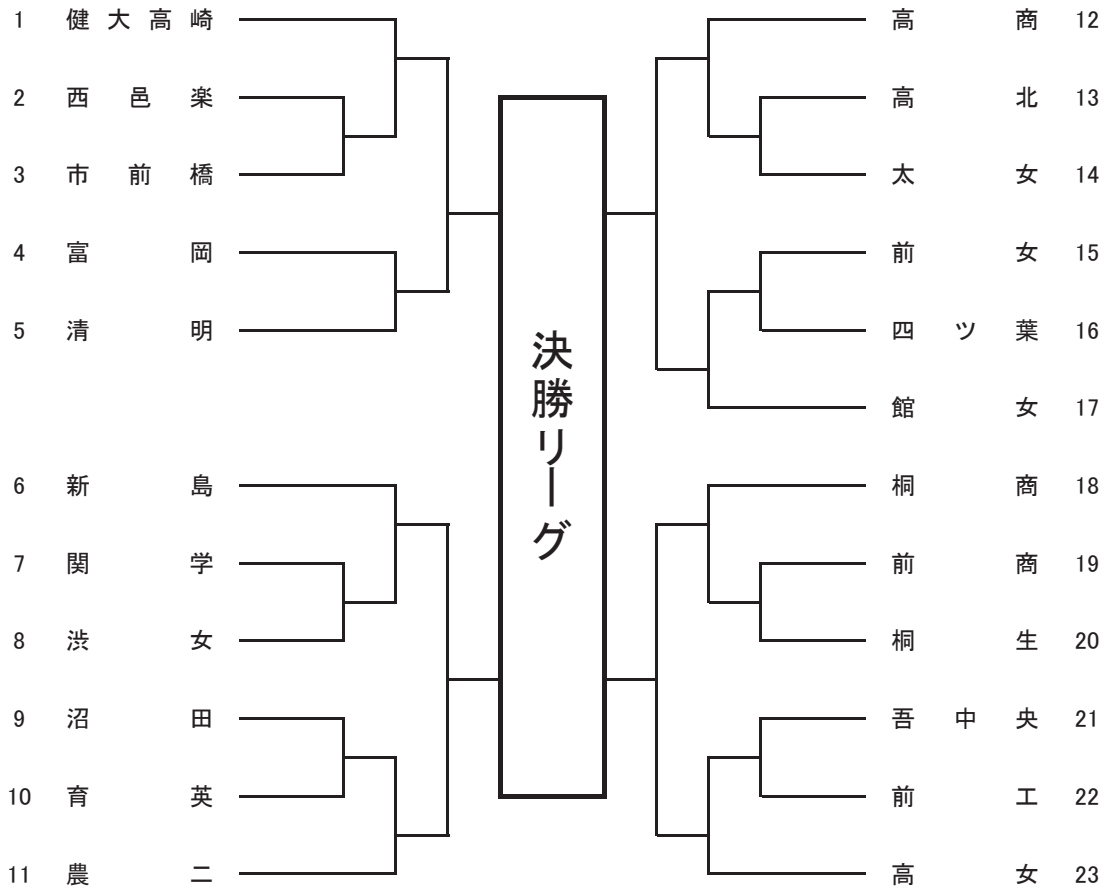 1 健大高崎
2 西邑楽
3 市前橋
4 富岡
5 清明
6 新島
7 関学
8 渋女
9 沼田
10 育英
11 農二
決勝リーグ
高商 12
高北 13
太女 14
前女 15
四ツ葉 16
館女 17
桐商 18
前商 19
桐生 20
吾中央 21
前工 22
高女 23